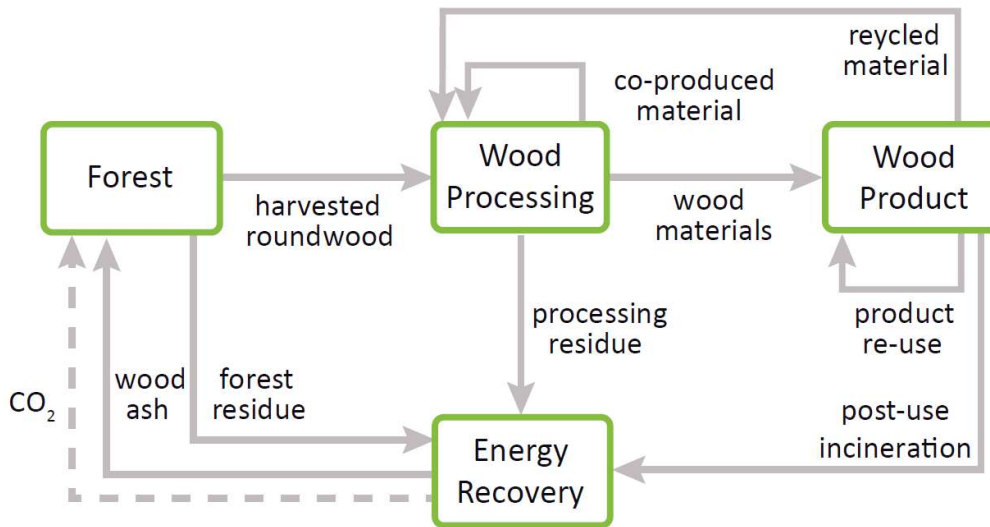 reycled
material
co-produced
material
Forest
Wood
Processing
Wood
Product
harvested
roundwood
wood
materials
processing
residue
product
re-use
CO₂
wood
ash
forest
residue
post-use
incineration
Energy
Recovery